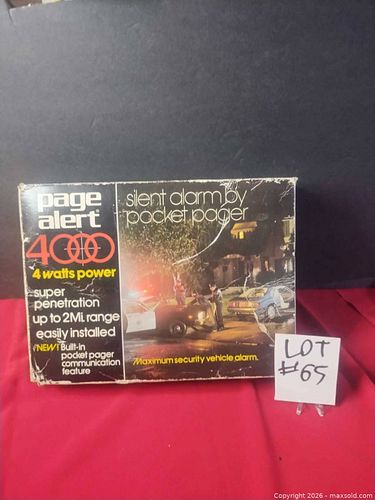 page
alert
4000
4 watts power
super
penetration
up to 2Mi. range
easily installed
"NEW! Built-in
pocket pager
communication
feature
silent alarm by
pocket pager
Maximum security vehicle alarm.
LOT
#65
Copyright © 2026 - maxsold.com